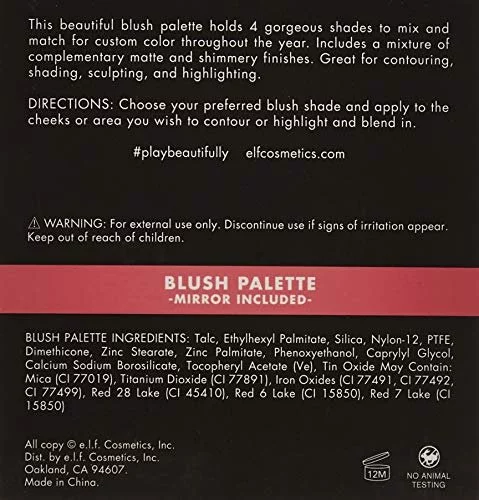 This beautiful blush palette holds 4 gorgeous shades to mix and
match for custom color throughout the year. Includes a mixture of
complementary matte and shimmery finishes. Great for contouring,
shading, sculpting, and highlighting.
DIRECTIONS: Choose your preferred blush shade and apply to the
cheeks or area you wish to contour or highlight and blend in.
#playbeautifully elfcosmetics.com
⚠ WARNING: For external use only. Discontinue use if signs of irritation appear.
Keep out of reach of children.
BLUSH PALETTE
-MIRROR INCLUDED-
BLUSH PALETTE INGREDIENTS: Talc, Ethylhexyl Palmitate, Silica, Nylon-12, PTFE,
Dimethicone, Zinc Stearate, Zinc Palmitate, Phenoxyethanol, Caprylyl Glycol,
Calcium Sodium Borosilicate, Tocopheryl Acetate (Ve), Tin Oxide May Contain:
Mica (CI 77019), Titanium Dioxide (CI 77891), Iron Oxides (CI 77491, CI 77492,
CI 77499), Red 28 Lake (CI 45410), Red 6 Lake (CI 15850), Red 7 Lake (CI
15850)
All copy © e.l.f. Cosmetics, Inc.
Dist. by e.l.f. Cosmetics, Inc.
Oakland, CA 94607.
Made in China.
12M
NO ANIMAL
TESTING